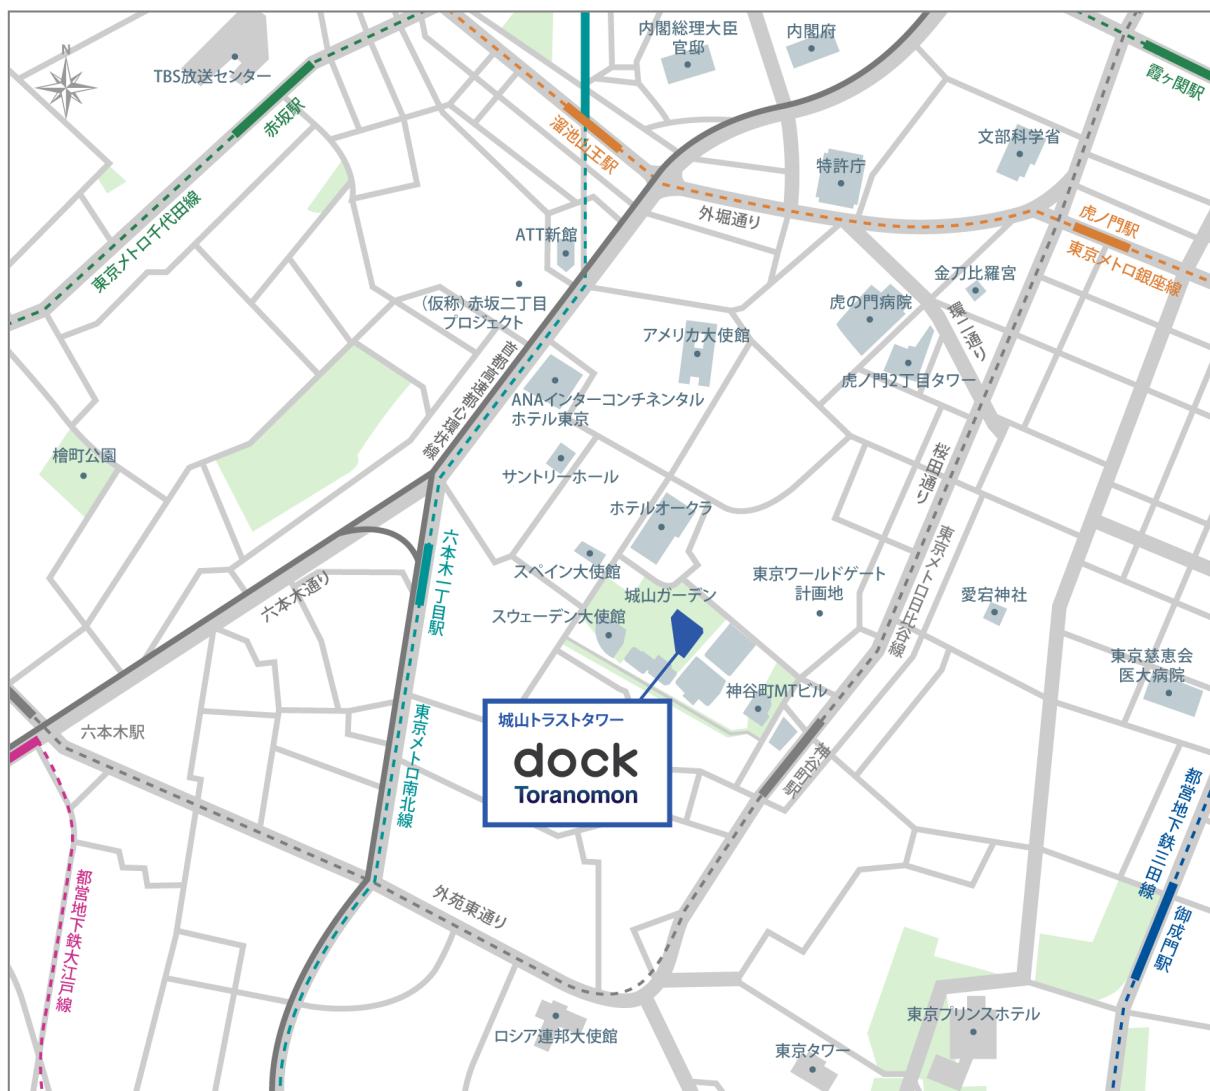 N
TBS放送センター
赤坂駅
東京メトロ千代田線
内閣総理大臣
官邸
内閣府
霞ヶ関駅
溜池山王駅
文部科学省
特許庁
外堀通り
虎ノ門駅
東京メトロ銀座線
ATT新館
(仮称)赤坂二丁目
プロジェクト
金刀比羅宮
虎の門病院
環二通り
アメリカ大使館
虎ノ門2丁目タワー
首都高速都心環状線
ANAインターコンチネンタル
ホテル東京
檜町公園
サントリーホール
桜田通り
ホテルオークラ
東京メトロ日比谷線
六本木一丁目駅
スペイン大使館
六本木通り
城山ガーデン
東京ワールドゲート
計画地
愛宕神社
スウェーデン大使館
東京慈恵会
医大病院
神谷町MTビル
城山トラストタワー
dock
Toranomon
六本木駅
東京メトロ南北線
神谷町駅
都営地下鉄三田線
御成門駅
都営地下鉄大江戸線
外苑東通り
ロシア連邦大使館
東京プリンスホテル
東京タワー